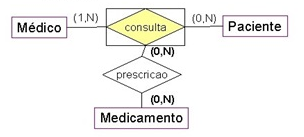 (1,N) (0,N)
Médico consulta Paciente
(0,N)
prescricao
(0,N)
Medicamento